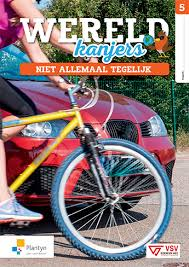 5
WERELD
kanjers
NIET ALLEMAAL TEGELIJK
Plantyn
VSV